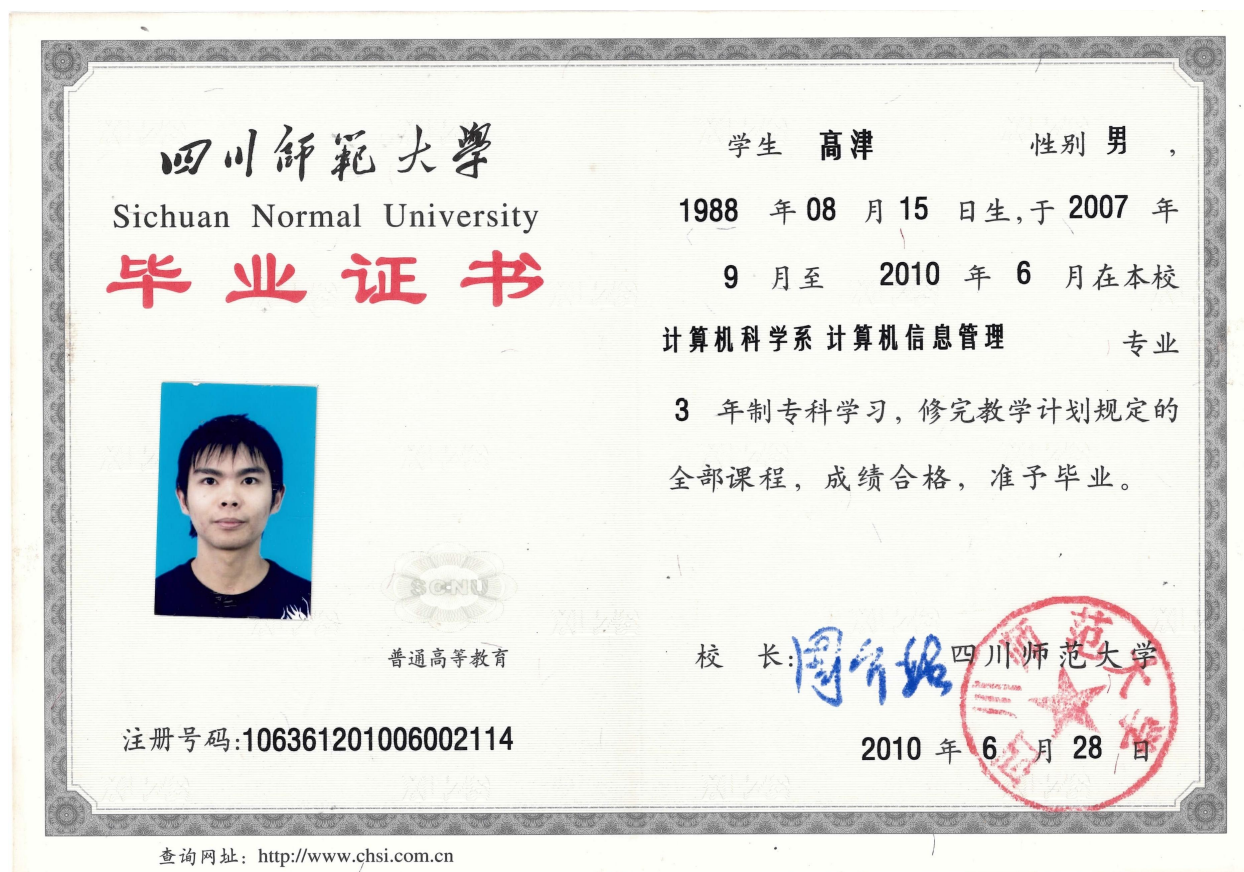 四川師範大學
Sichuan Normal University
毕业证书
SCNU
普通高等教育
注册号码:106361201006002114
学生 高津 性别 男 ,
1988 年 08 月 15 日生,于 2007 年
9 月至 2010 年 6 月在本校
计算机科学系 计算机信息管理 专业
3 年制专科学习，修完教学计划规定的
全部课程，成绩合格，准予毕业。
校 长: 四川师范大学
四川师范大学
2010 年 6 月 28 日
查询网址：http://www.chsi.com.cn